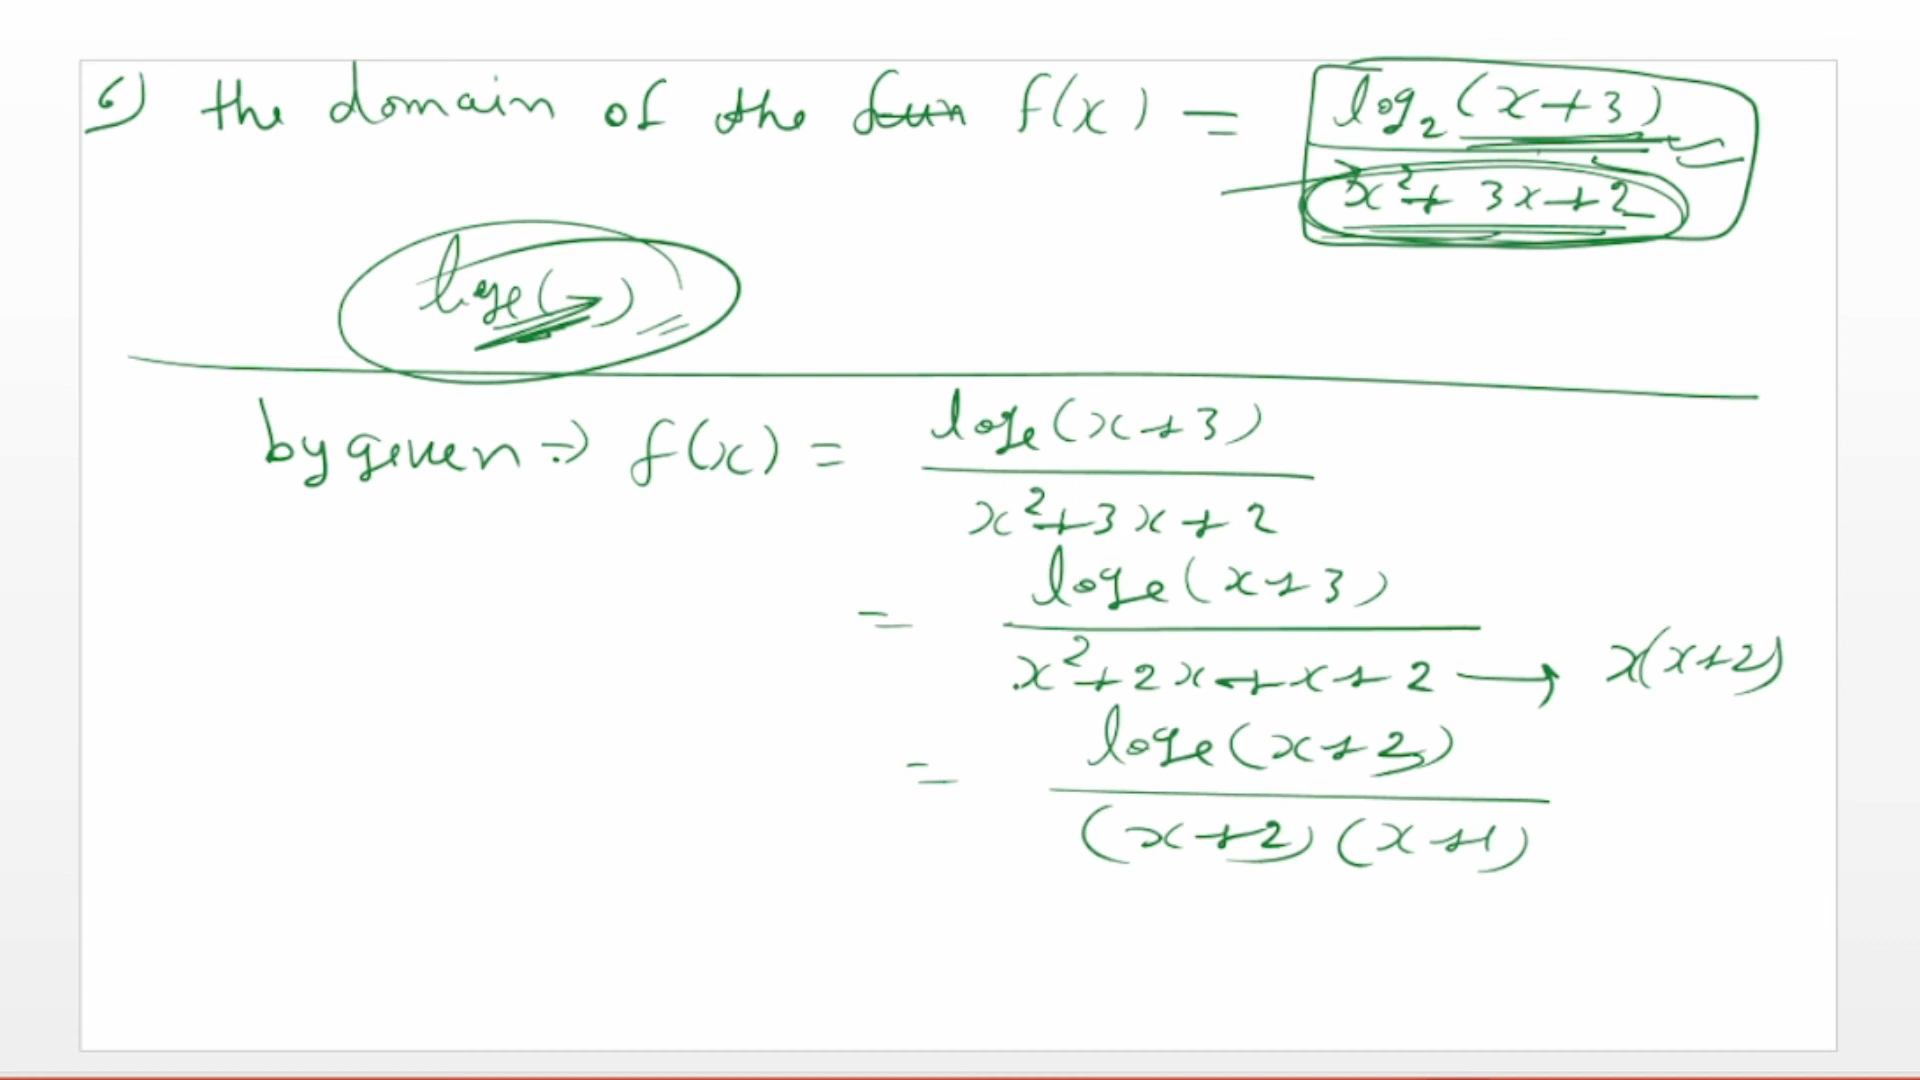 6) the domain of the fun f(x) = log₂(x+3)
x²+3x+2
loge( )
by given ⇒ f(x) = loge(x+3)
x²+3x+2
= loge(x+3)
x²+2x+x+2 → x(x+2)
= loge(x+3)
(x+2)(x+1)